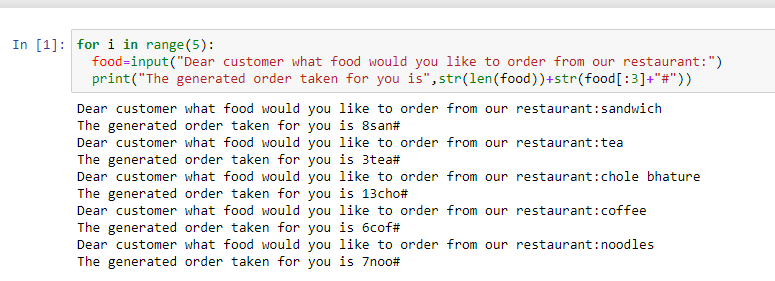 In [1]: for i in range(5):
food=input("Dear customer what food would you like to order from our restaurant:")
print("The generated order taken for you is",str(len(food))+str(food[:3]+"#"))
Dear customer what food would you like to order from our restaurant:sandwich
The generated order taken for you is 8san#
Dear customer what food would you like to order from our restaurant:tea
The generated order taken for you is 3tea#
Dear customer what food would you like to order from our restaurant:chole bhature
The generated order taken for you is 13cho#
Dear customer what food would you like to order from our restaurant:coffee
The generated order taken for you is 6cof#
Dear customer what food would you like to order from our restaurant:noodles
The generated order taken for you is 7noo#